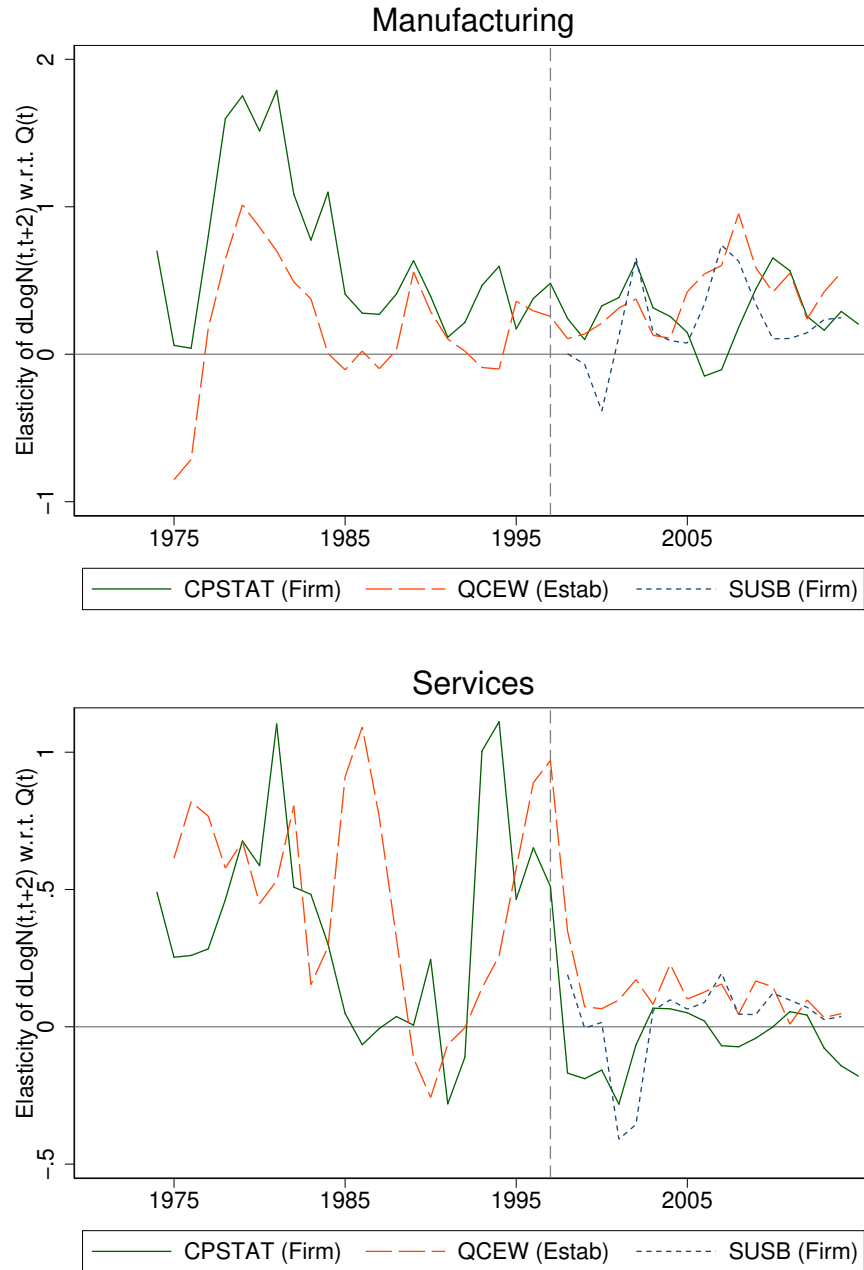 Manufacturing
Elasticity of dLogN(t,t+2) w.r.t. Q(t)
2
1
0
−1
1975 1985 1995 2005
CPSTAT (Firm) QCEW (Estab) SUSB (Firm)
Services
Elasticity of dLogN(t,t+2) w.r.t. Q(t)
1
.5
0
−.5
1975 1985 1995 2005
CPSTAT (Firm) QCEW (Estab) SUSB (Firm)